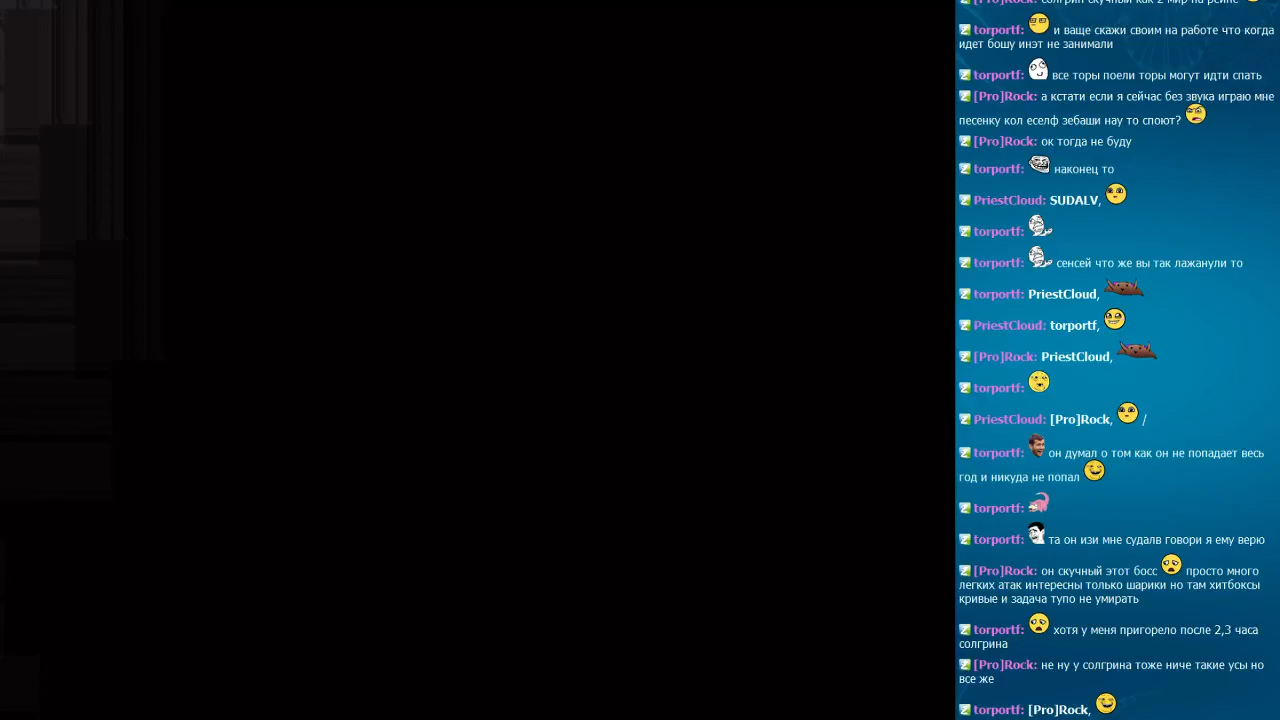 [Pro]Rock: солгрин скучный как 2 мир на рейне
torportf: и ваще скажи своим на работе что когда
идет бошу инэт не занимали
torportf: все торы поели торы могут идти спать
[Pro]Rock: а кстати если я сейчас без звука играю мне
песенку кол еселф зебаши нау то споют?
[Pro]Rock: ок тогда не буду
torportf: наконец то
PriestCloud: SUDALV,
torportf:
torportf: сенсей что же вы так лажанули то
torportf: PriestCloud,
PriestCloud: torportf,
[Pro]Rock: PriestCloud,
torportf:
PriestCloud: [Pro]Rock, /
torportf: он думал о том как он не попадает весь
год и никуда не попал
torportf:
torportf: та он изи мне судалв говори я ему верю
[Pro]Rock: он скучный этот босс просто много
легких атак интересны только шарики но там хитбоксы
кривые и задача тупо не умирать
torportf: хотя у меня пригорело после 2,3 часа
солгрина
[Pro]Rock: не ну у солгрина тоже ниче такие усы но
все же
torportf: [Pro]Rock,